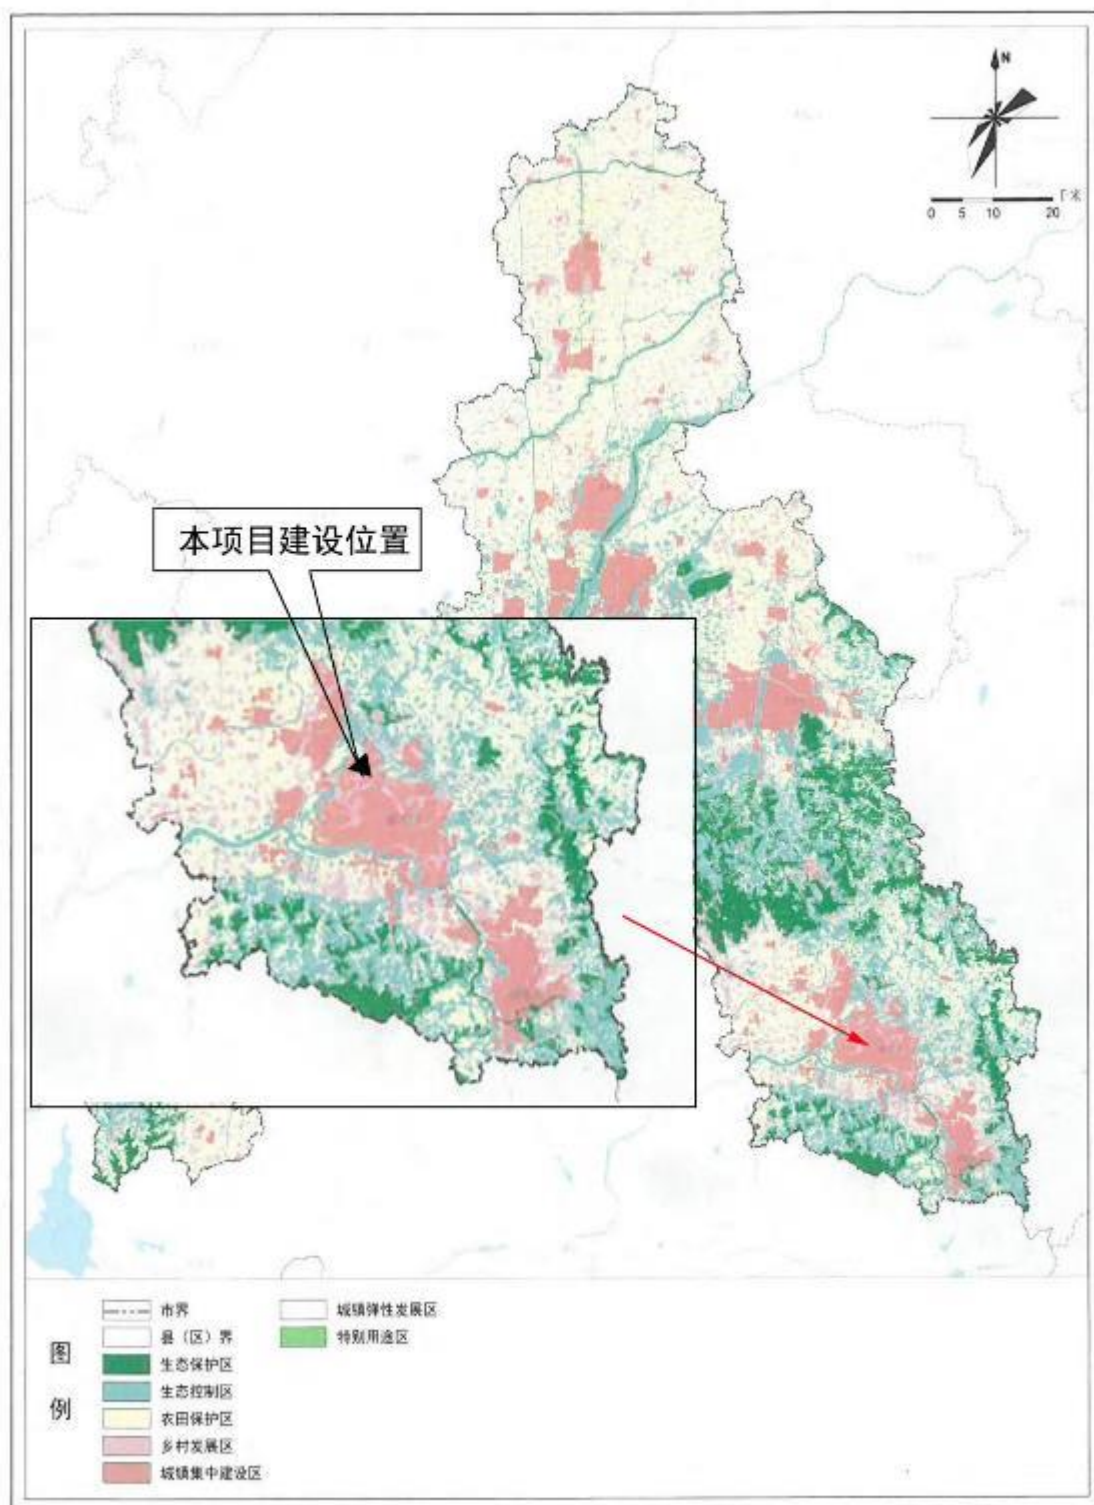 N
0 5 10 20
千米
本项目建设位置
图
例
市界
县（区）界
生态保护区
生态控制区
农田保护区
乡村发展区
城镇集中建设区
城镇弹性发展区
特别用途区